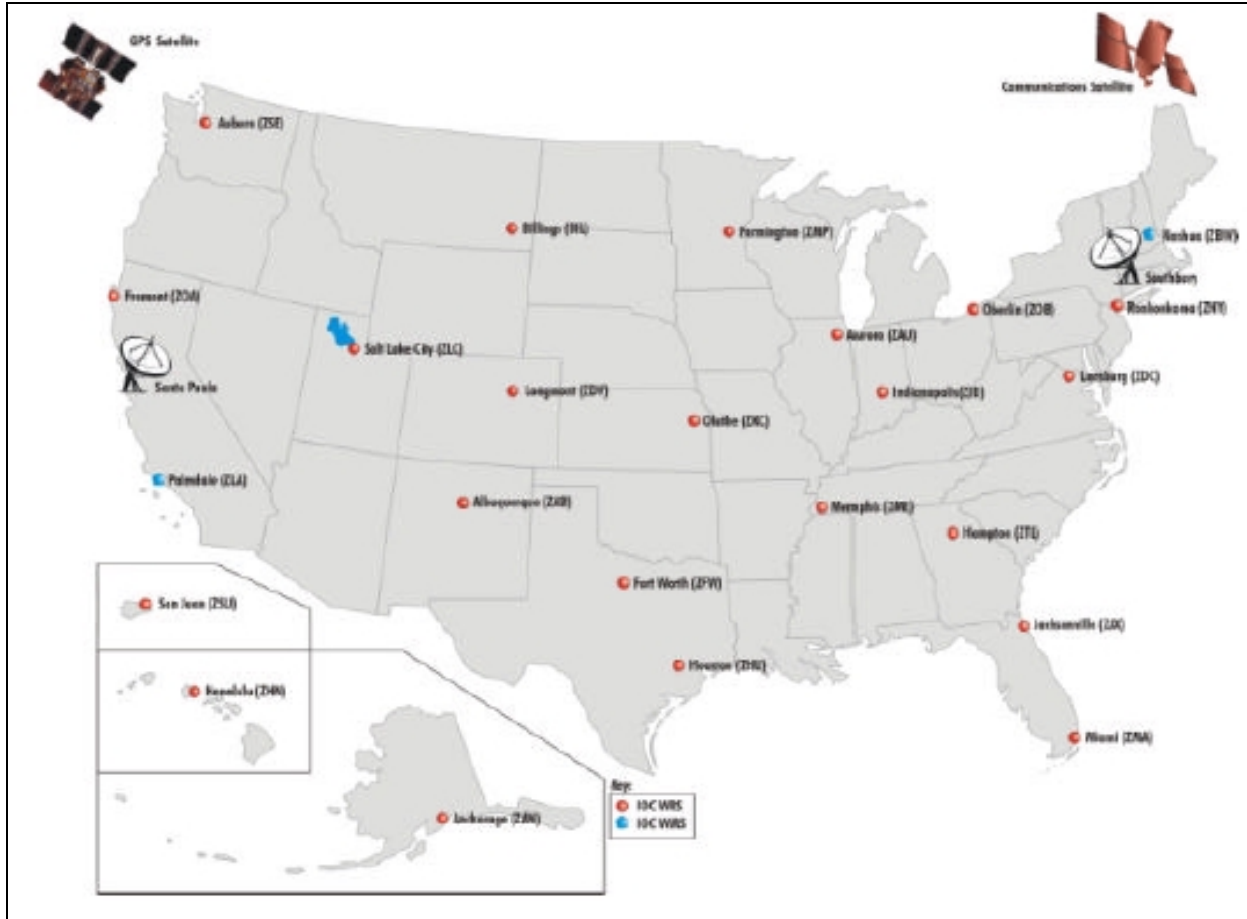 GPS Satellite
Communications Satellite
Auburn (ZSE)
Billings
Farmington (ZMP)
Nashua (ZBW)
Southbury
Fremont (ZOA)
Oberlin (ZOB)
Ronkonkoma (ZNY)
Salt Lake City (ZLC)
Aurora (ZAU)
Santa Paula
Longmont (ZDV)
Indianapolis(ZID)
Leesburg (ZDC)
Olathe (ZKC)
Palmdale (ZLA)
Albuquerque (ZAB)
Memphis (ZME)
Hampton (ZTL)
Fort Worth (ZFW)
San Juan (ZSU)
Jacksonville (ZJX)
Houston (ZHU)
Honolulu (ZHN)
Miami (ZMA)
Anchorage (ZAN)
Key:
IOC WRS
IOC WMS